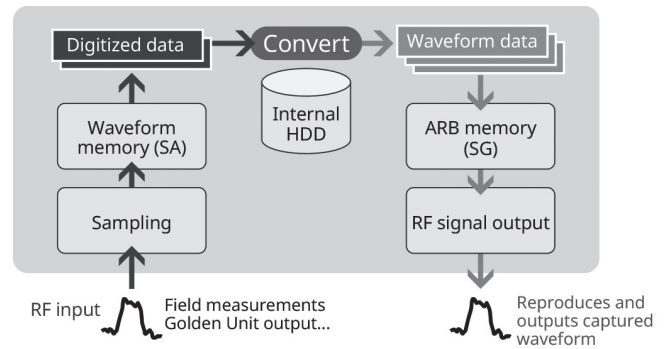 Digitized data
Convert
Waveform data
Internal
HDD
Waveform
memory (SA)
ARB memory
(SG)
Sampling
RF signal output
RF input
Field measurements
Golden Unit output...
Reproduces and
outputs captured
waveform